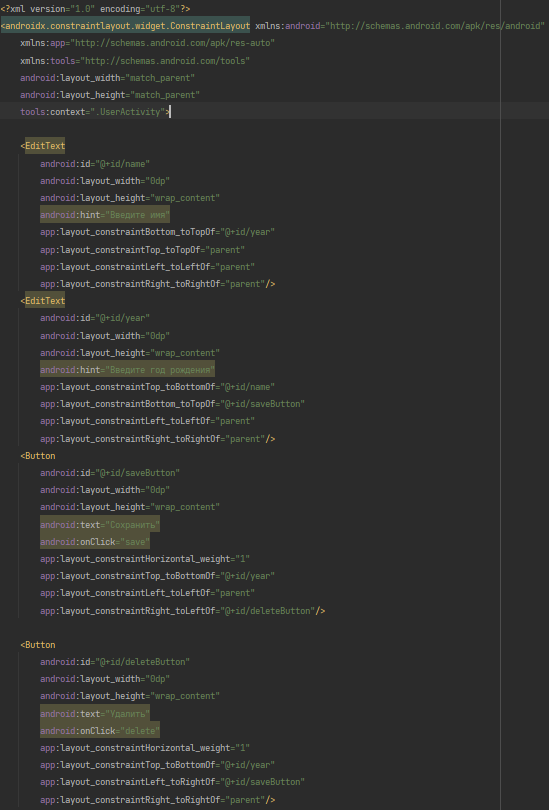 <?xml version="1.0" encoding="utf-8"?>
<androidx.constraintlayout.widget.ConstraintLayout xmlns:android="http://schemas.android.com/apk/res/android"
xmlns:app="http://schemas.android.com/apk/res-auto"
xmlns:tools="http://schemas.android.com/tools"
android:layout_width="match_parent"
android:layout_height="match_parent"
tools:context=".UserActivity">
<EditText
android:id="@+id/name"
android:layout_width="0dp"
android:layout_height="wrap_content"
android:hint="Введите имя"
app:layout_constraintBottom_toTopOf="@+id/year"
app:layout_constraintTop_toTopOf="parent"
app:layout_constraintLeft_toLeftOf="parent"
app:layout_constraintRight_toRightOf="parent"/>
<EditText
android:id="@+id/year"
android:layout_width="0dp"
android:layout_height="wrap_content"
android:hint="Введите год рождения"
app:layout_constraintTop_toBottomOf="@+id/name"
app:layout_constraintBottom_toTopOf="@+id/saveButton"
app:layout_constraintLeft_toLeftOf="parent"
app:layout_constraintRight_toRightOf="parent"/>
<Button
android:id="@+id/saveButton"
android:layout_width="0dp"
android:layout_height="wrap_content"
android:text="Сохранить"
android:onClick="save"
app:layout_constraintHorizontal_weight="1"
app:layout_constraintTop_toBottomOf="@+id/year"
app:layout_constraintLeft_toLeftOf="parent"
app:layout_constraintRight_toLeftOf="@+id/deleteButton"/>
<Button
android:id="@+id/deleteButton"
android:layout_width="0dp"
android:layout_height="wrap_content"
android:text="Удалить"
android:onClick="delete"
app:layout_constraintHorizontal_weight="1"
app:layout_constraintTop_toBottomOf="@+id/year"
app:layout_constraintLeft_toRightOf="@+id/saveButton"
app:layout_constraintRight_toRightOf="parent"/>